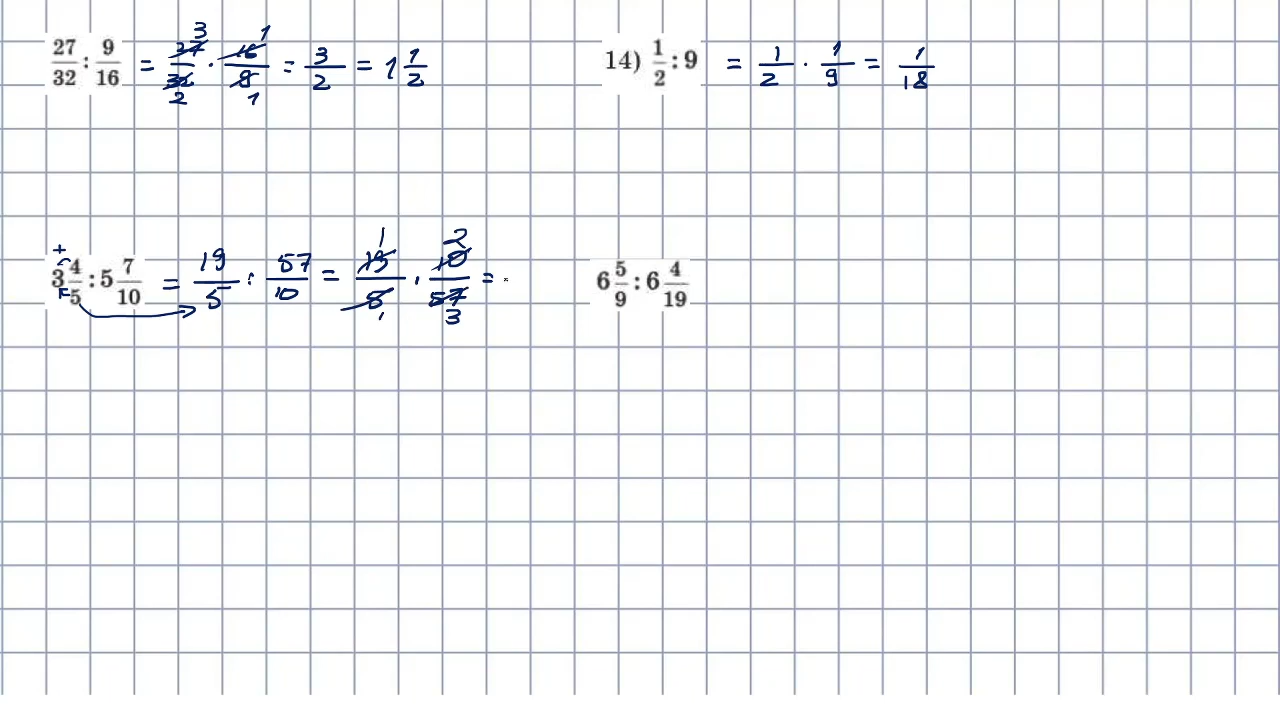 27/32 : 9/16 = 27/32 · 16/9 = 3/2 = 1 1/2
3 1 2 1
14) 1/2 : 9 = 1/2 · 1/9 = 1/18
+ 3 4/5 : 5 7/10 = 19/5 : 57/10 = 19/5 · 10/57 =
1 2 1 3
6 5/9 : 6 4/19